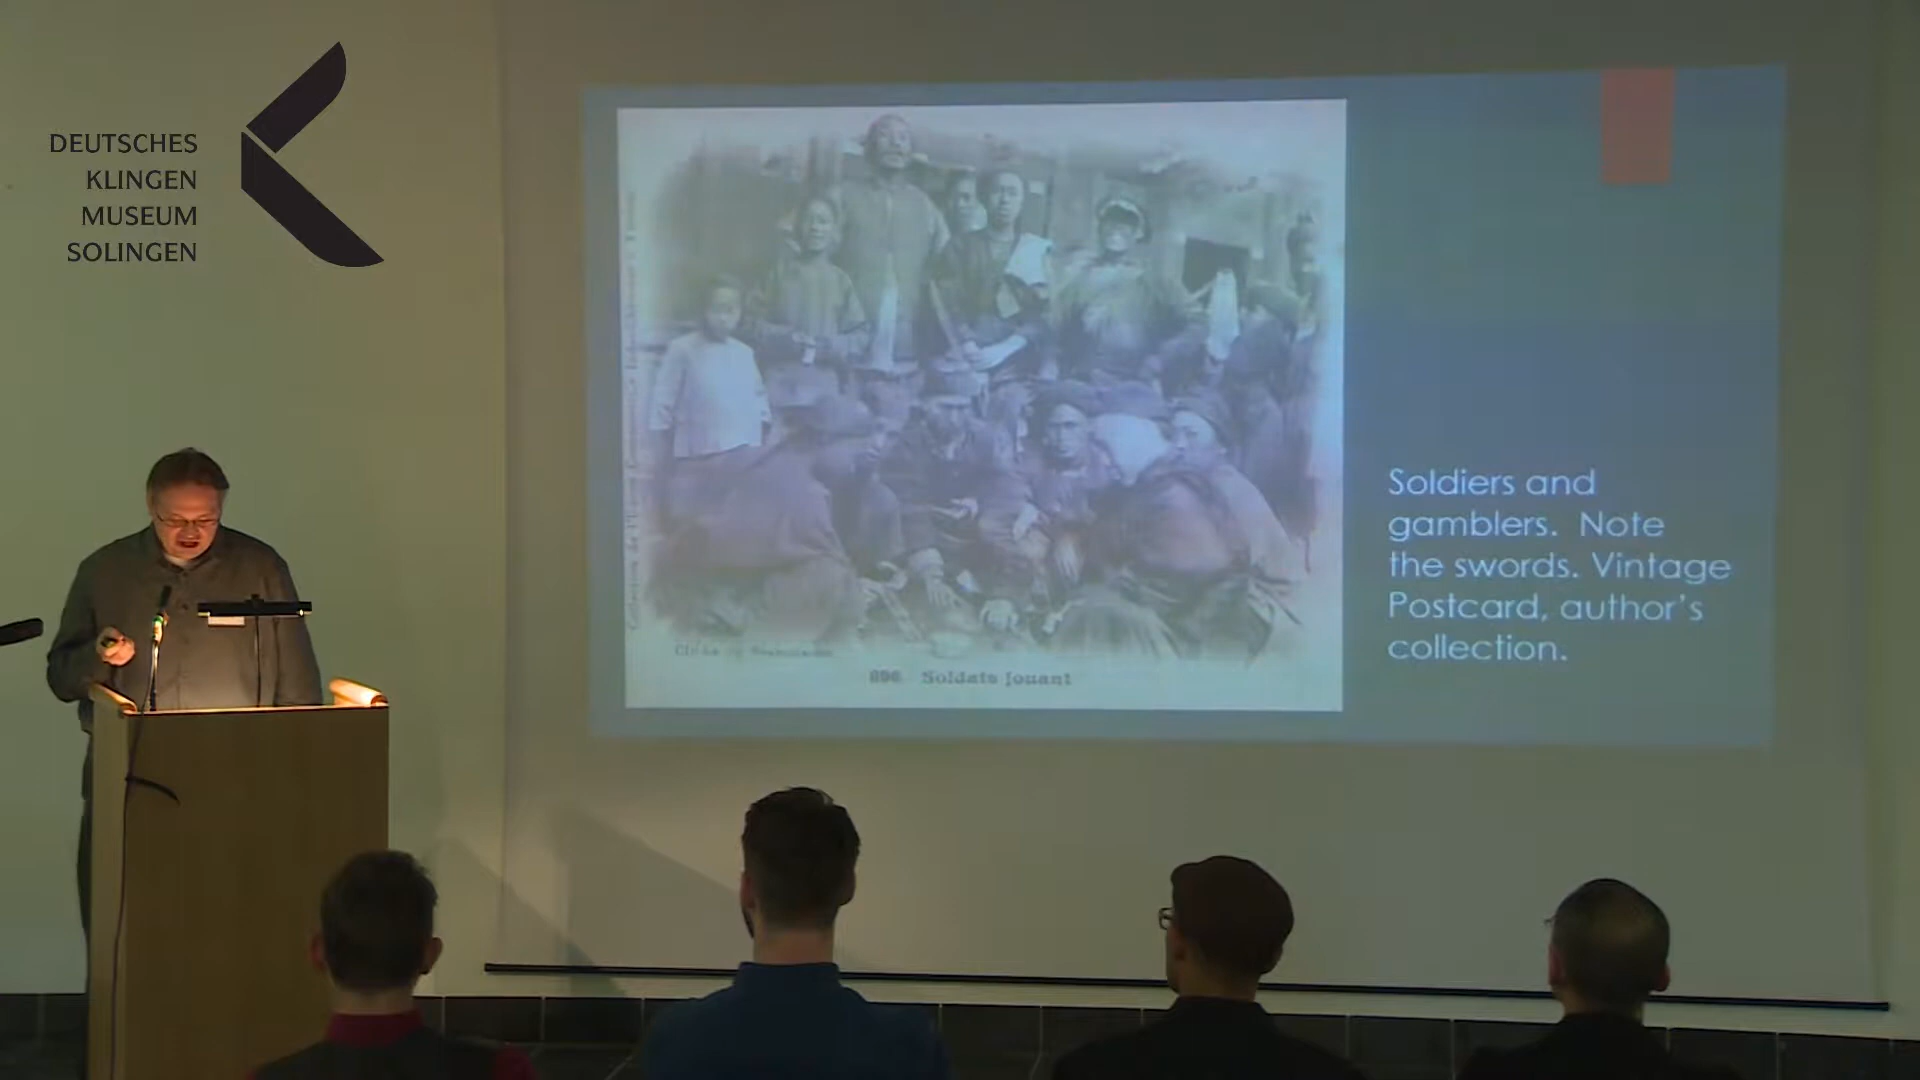 DEUTSCHES
KLINGEN
MUSEUM
SOLINGEN
Soldiers and
gamblers. Note
the swords. Vintage
Postcard, author's
collection.
896 Soldats jouant